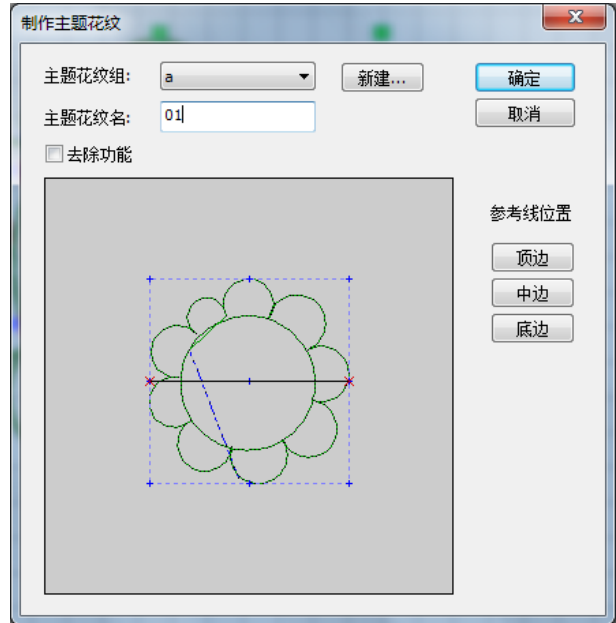 制作主题花纹
主题花纹组: a 新建... 确定
主题花纹名: 01 取消
去除功能
参考线位置
顶边
中边
底边